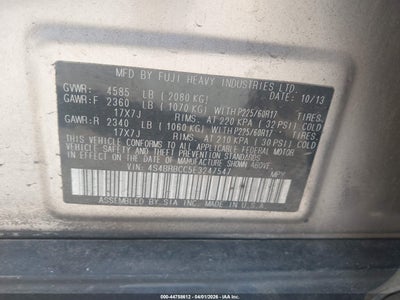 MFD BY FUJI HEAVY INDUSTRIES LTD.
GVWR: 4585 LB (2080 KG) DATE: 10/13
GAWR:F 2360 LB (1070 KG) WITH P225/60R17 TIRES,
17X7J RIMS, AT 220 KPA (32 PSI) COLD
GAWR:R 2340 LB (1060 KG) WITH P225/60R17 TIRES,
17X7J RIMS, AT 210 KPA (30 PSI) COLD
THIS VEHICLE CONFORMS TO ALL APPLICABLE FEDERAL MOTOR
VEHICLE SAFETY AND THEFT PREVENTION STANDARDS
IN EFFECT ON THE DATE OF MANUFACTURE SHOWN ABOVE.
VIN: 4S4BRBCC5E3247547 MPV
ASSEMBLED BY SIA INC. MADE IN U.S.A.
000-44758612 04/01/2026 IAA